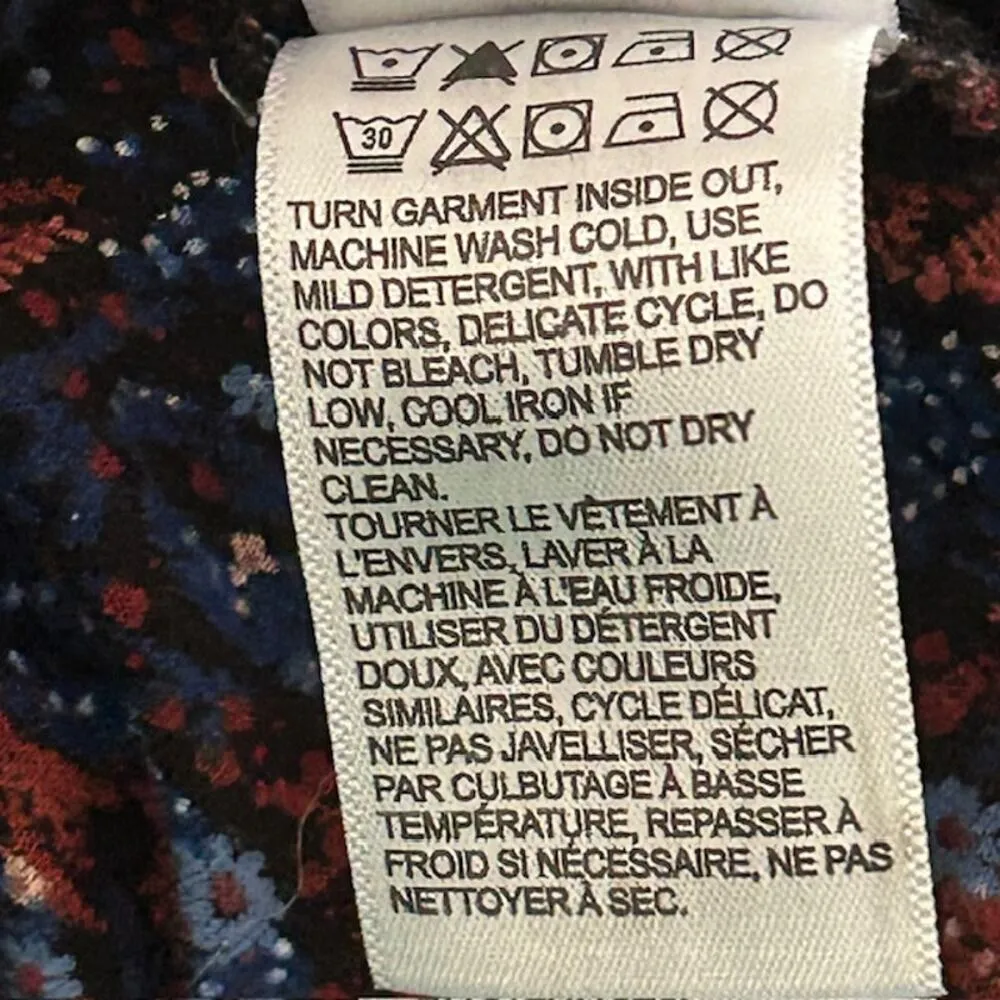 30
TURN GARMENT INSIDE OUT,
MACHINE WASH COLD, USE
MILD DETERGENT, WITH LIKE
COLORS, DELICATE CYCLE, DO
NOT BLEACH, TUMBLE DRY
LOW, COOL IRON IF
NECESSARY, DO NOT DRY
CLEAN.
TOURNER LE VÊTEMENT À
L'ENVERS, LAVER À LA
MACHINE À L'EAU FROIDE,
UTILISER DU DÉTERGENT
DOUX, AVEC COULEURS
SIMILAIRES, CYCLE DÉLICAT,
NE PAS JAVELLISER, SÉCHER
PAR CULBUTAGE À BASSE
TEMPÉRATURE, REPASSER À
FROID SI NÉCESSAIRE, NE PAS
NETTOYER À SEC.